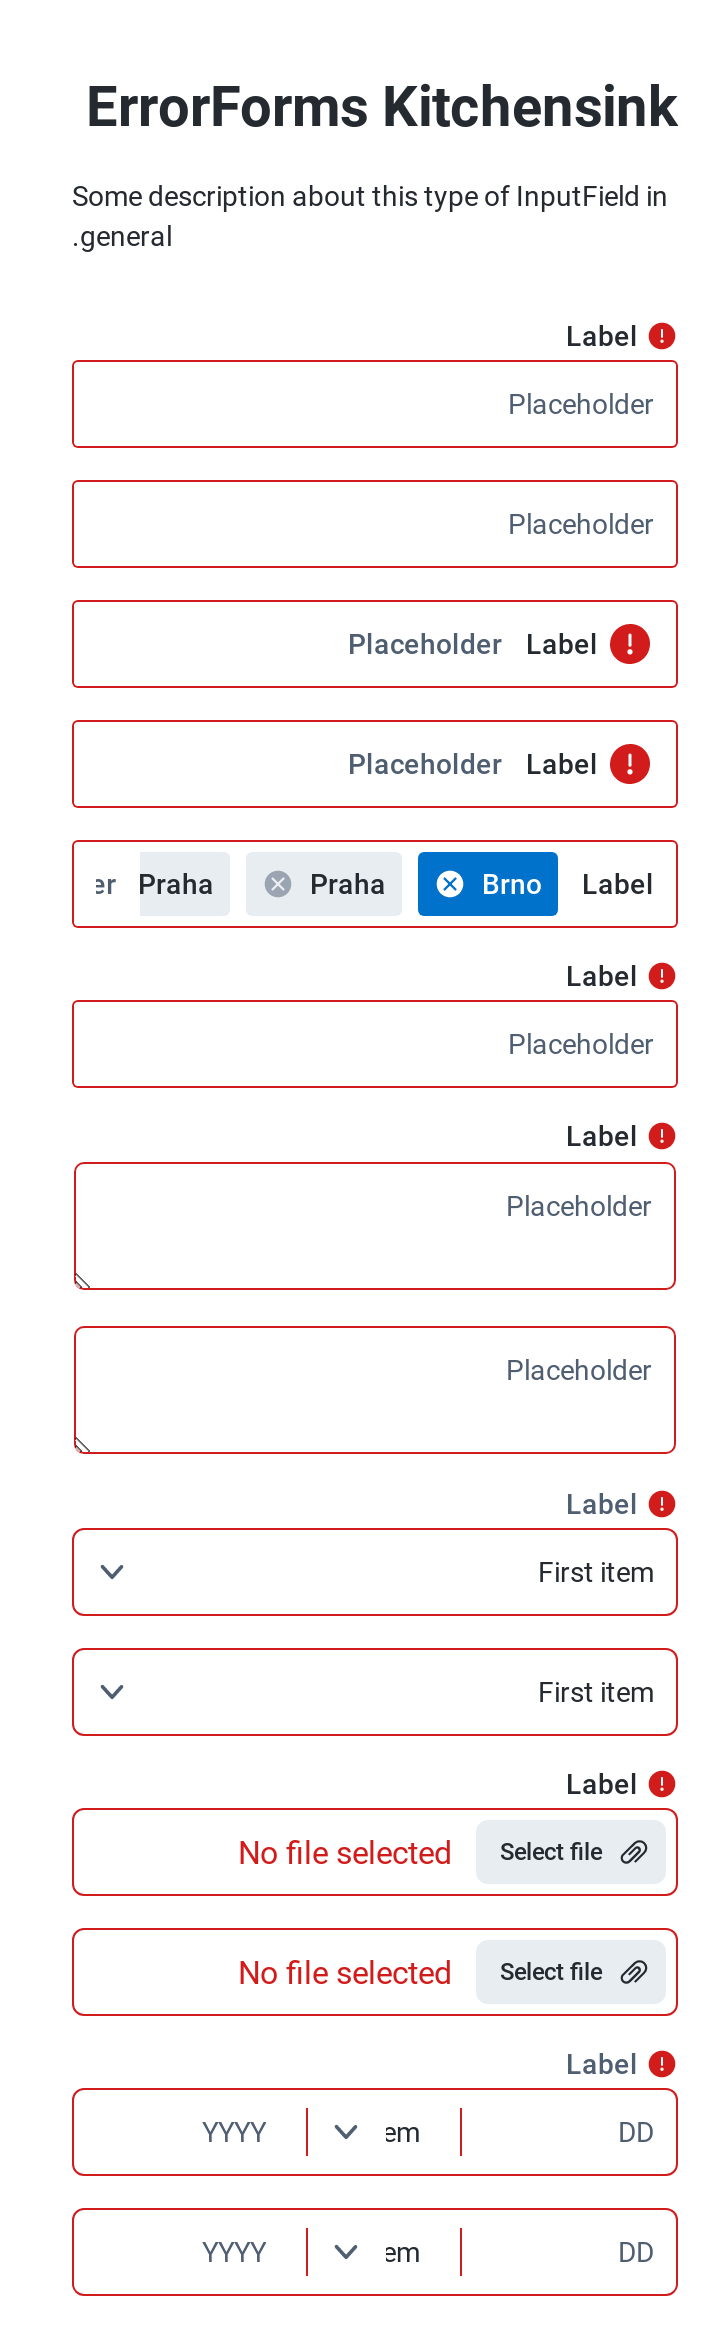 ErrorForms Kitchensink
Some description about this type of InputField in
.general
Label
Placeholder
Placeholder
Placeholder Label
Placeholder Label
er Praha Praha Brno Label
Label
Placeholder
Label
Placeholder
Placeholder
Label
First item
First item
Label
No file selected Select file
No file selected Select file
Label
YYYY em DD
YYYY em DD